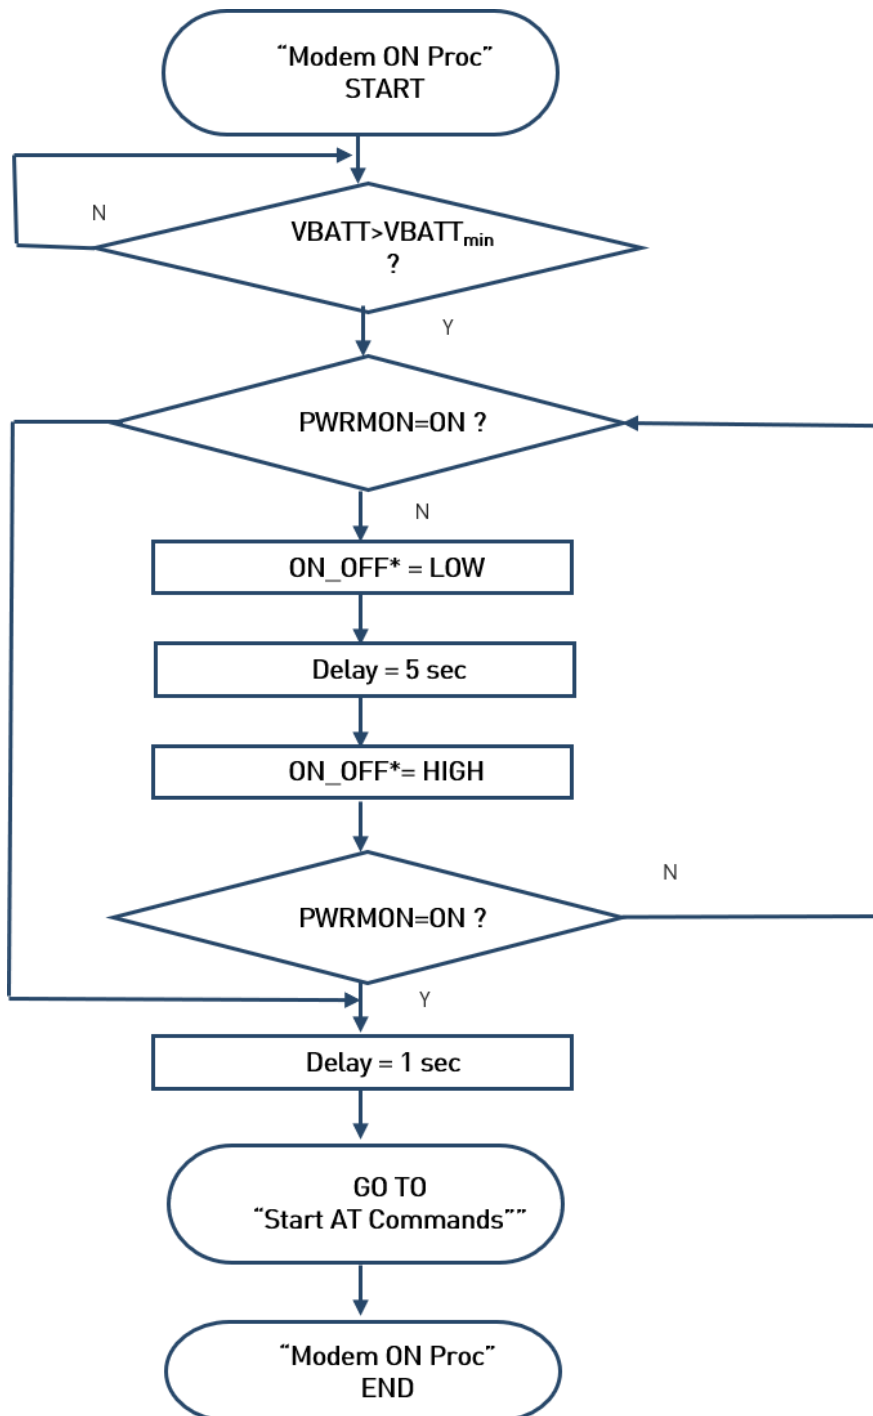 “Modem ON Proc”
START
N
VBATT>VBATTmin
?
Y
PWRMON=ON ?
N
ON_OFF* = LOW
Delay = 5 sec
ON_OFF*= HIGH
N
PWRMON=ON ?
Y
Delay = 1 sec
GO TO
“Start AT Commands””
“Modem ON Proc”
END